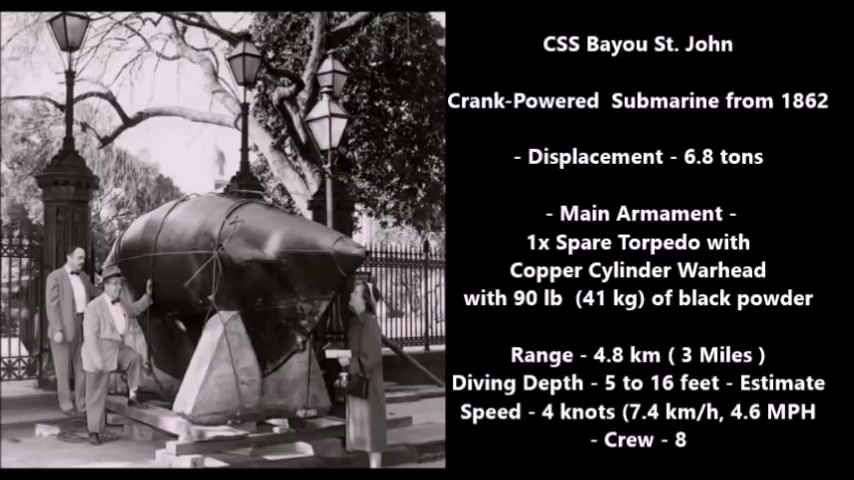 CSS Bayou St. John
Crank-Powered Submarine from 1862
- Displacement - 6.8 tons
- Main Armament -
1x Spare Torpedo with
Copper Cylinder Warhead
with 90 lb (41 kg) of black powder
Range - 4.8 km ( 3 Miles )
Diving Depth - 5 to 16 feet - Estimate
Speed - 4 knots (7.4 km/h, 4.6 MPH
- Crew - 8